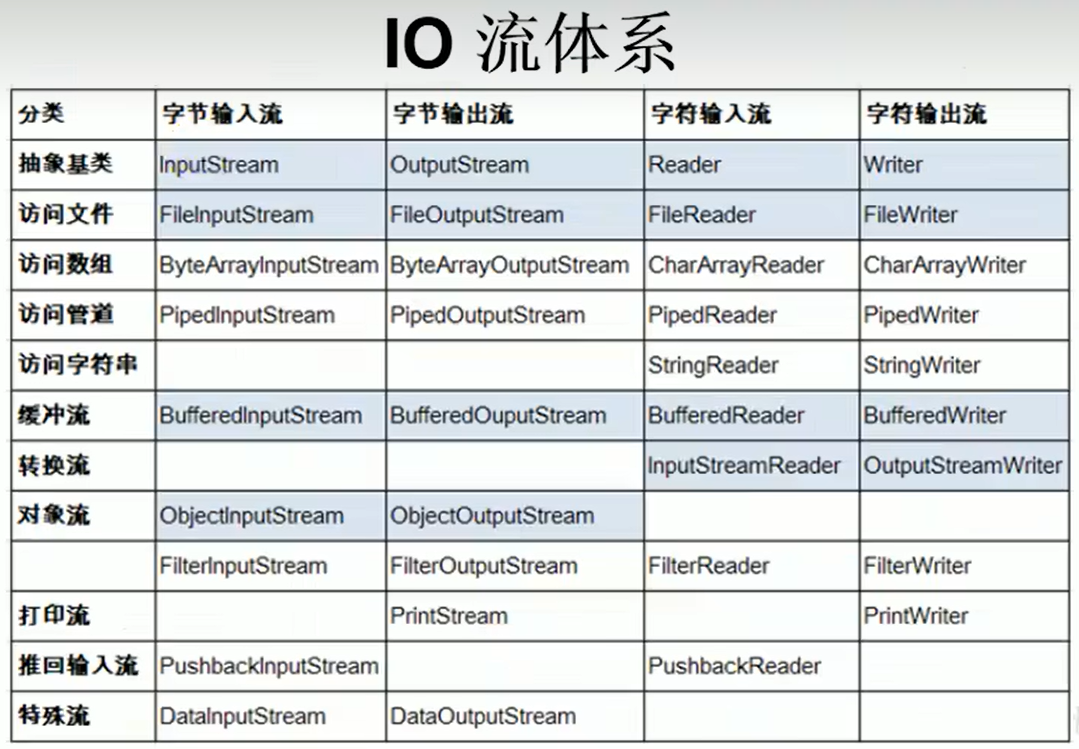 IO 流体系
分类 字节输入流 字节输出流 字符输入流 字符输出流
抽象基类 InputStream OutputStream Reader Writer
访问文件 FileInputStream FileOutputStream FileReader FileWriter
访问数组 ByteArrayInputStream ByteArrayOutputStream CharArrayReader CharArrayWriter
访问管道 PipedInputStream PipedOutputStream PipedReader PipedWriter
访问字符串 StringReader StringWriter
缓冲流 BufferedInputStream BufferedOuputStream BufferedReader BufferedWriter
转换流 InputStreamReader OutputStreamWriter
对象流 ObjectInputStream ObjectOutputStream
FilterInputStream FilterOutputStream FilterReader FilterWriter
打印流 PrintStream PrintWriter
推回输入流 PushbackInputStream PushbackReader
特殊流 DataInputStream DataOutputStream